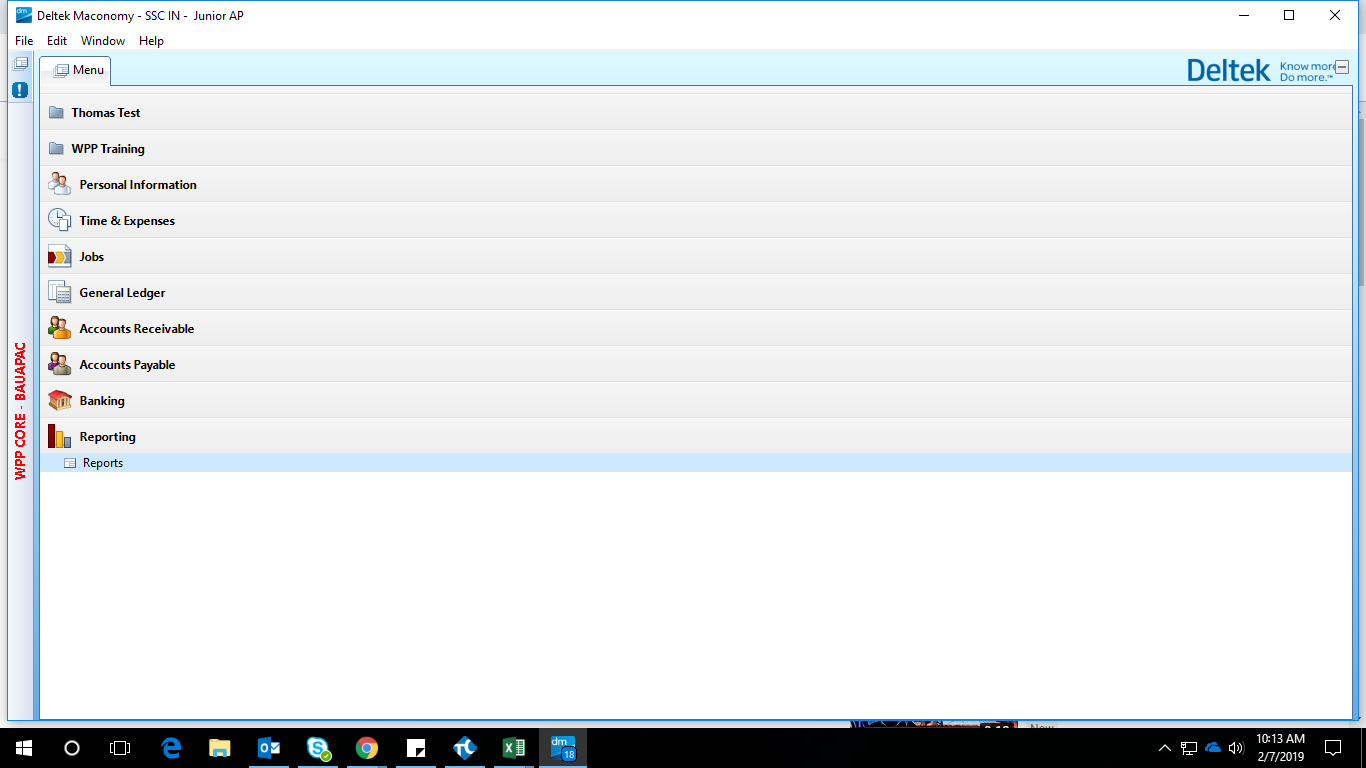 Deltek Maconomy - SSC IN - Junior AP
File Edit Window Help
Menu
Deltek Know more
Do more.™
Thomas Test
WPP Training
Personal Information
Time & Expenses
Jobs
General Ledger
Accounts Receivable
Accounts Payable
Banking
Reporting
Reports
WPP CORE - BAUAPAC
dm
18
10:13 AM
2/7/2019